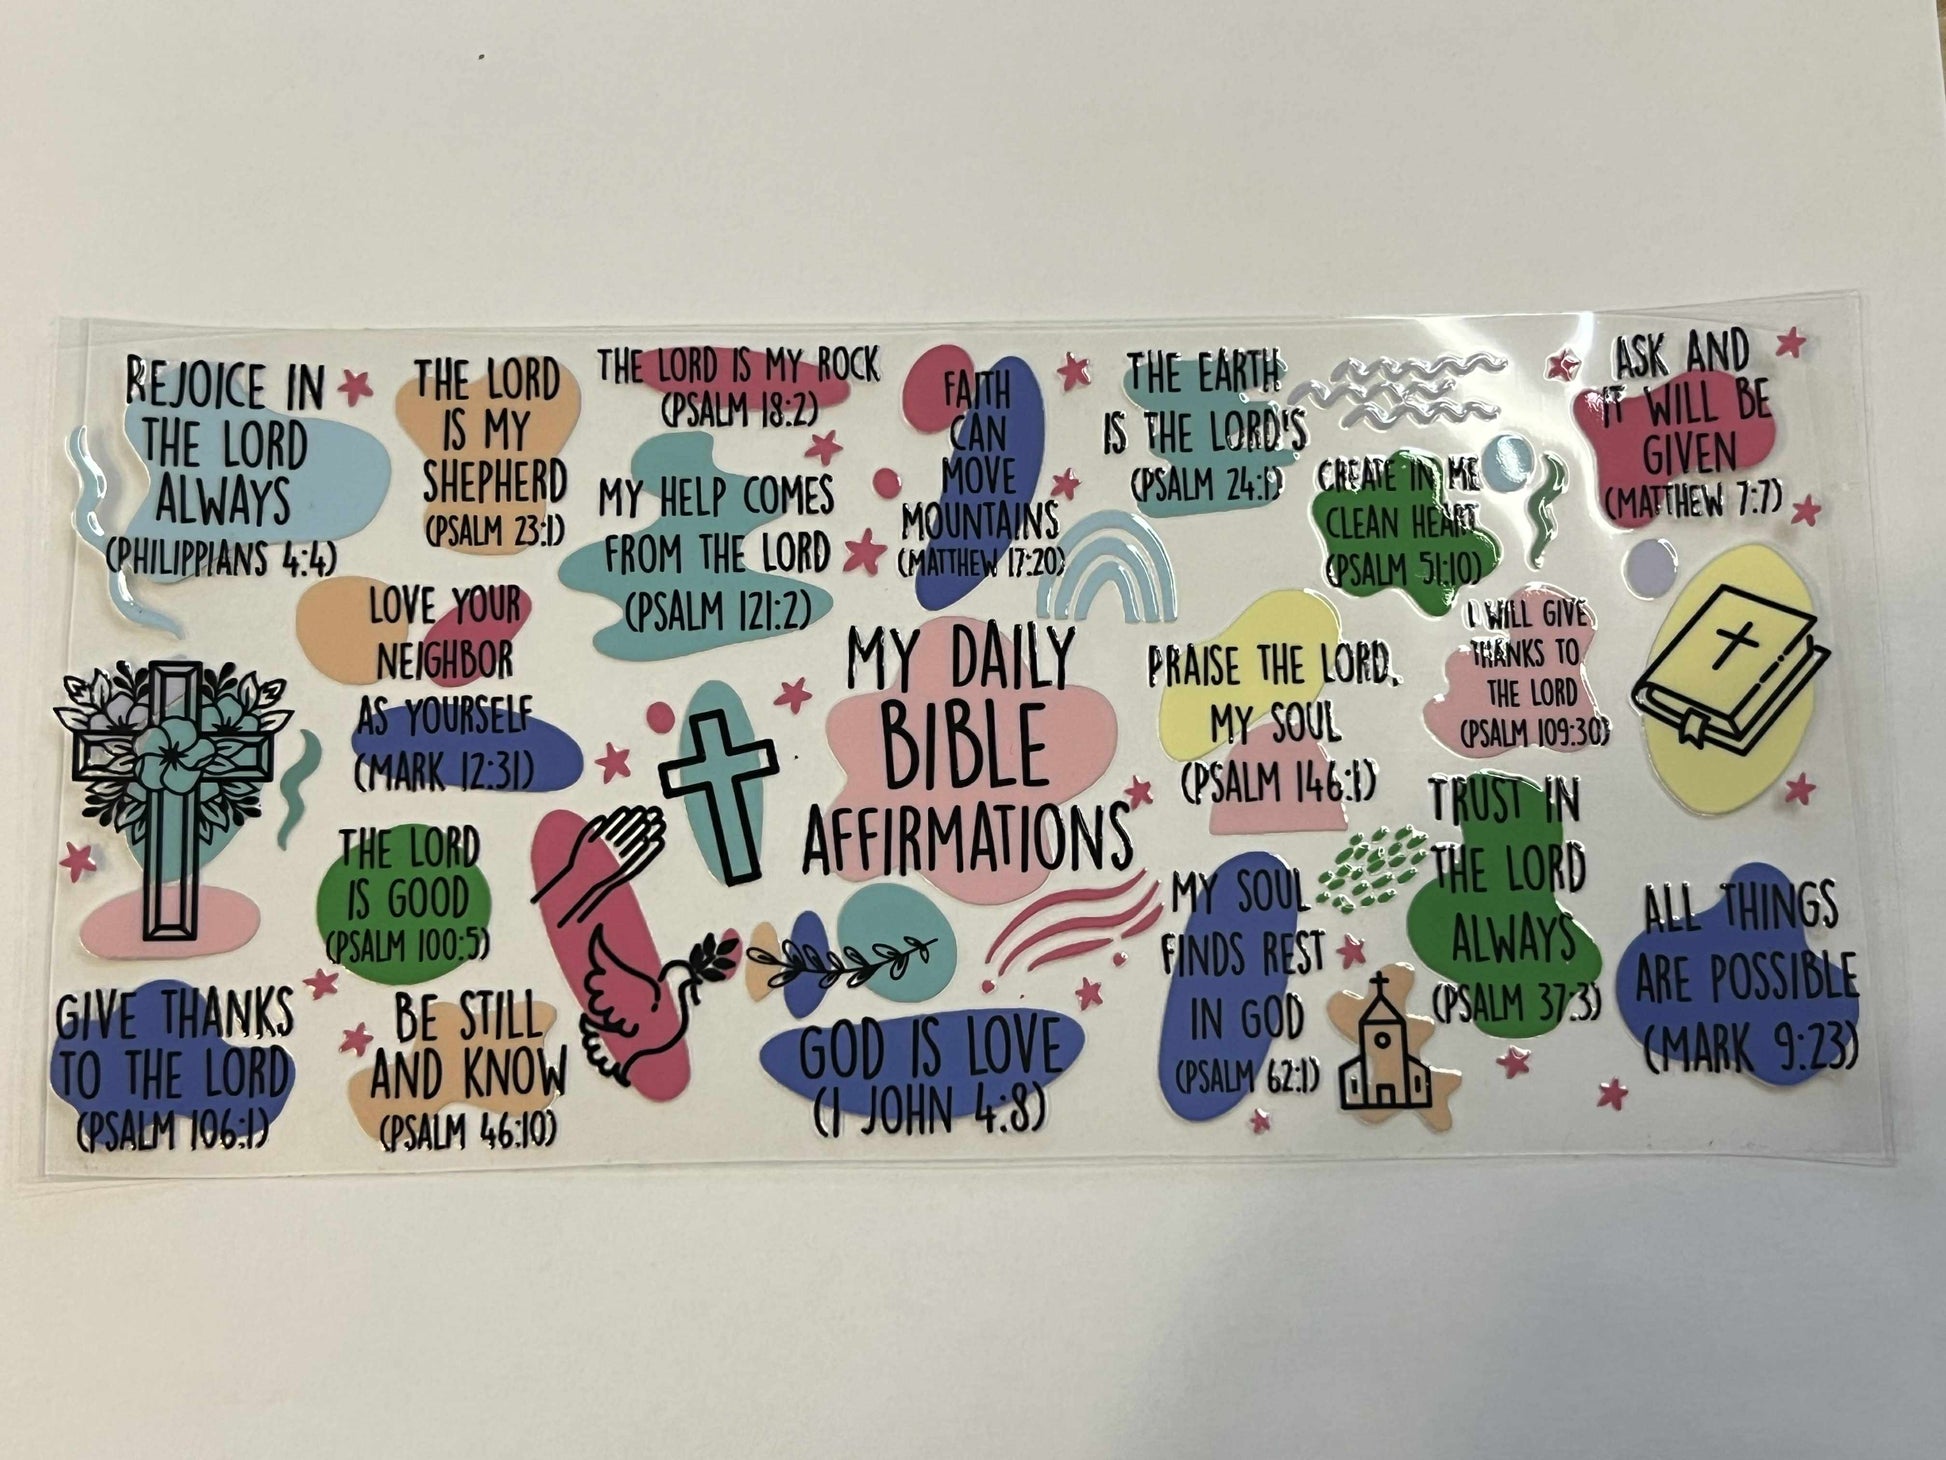 REJOICE IN
THE LORD
ALWAYS
(PHILIPPIANS 4:4)
THE LORD
IS MY
SHEPHERD
(PSALM 23:1)
THE LORD IS MY ROCK
(PSALM 18:2)
MY HELP COMES
FROM THE LORD
(PSALM 121:2)
FAITH
CAN
MOVE
MOUNTAINS
(MATTHEW 17:20)
THE EARTH
IS THE LORD'S
(PSALM 24:1)
CREATE IN ME
CLEAN HEART
(PSALM 51:10)
ASK AND
IT WILL BE
GIVEN
(MATTHEW 7:7)
LOVE YOUR
NEIGHBOR
AS YOURSELF
(MARK 12:31)
MY DAILY
BIBLE
AFFIRMATIONS
PRAISE THE LORD,
MY SOUL
(PSALM 146:1)
I WILL GIVE
THANKS TO
THE LORD
(PSALM 109:30)
THE LORD
IS GOOD
(PSALM 100:5)
TRUST IN
THE LORD
ALWAYS
(PSALM 37:3)
GIVE THANKS
TO THE LORD
(PSALM 106:1)
BE STILL
AND KNOW
(PSALM 46:10)
GOD IS LOVE
(1 JOHN 4:8)
MY SOUL
FINDS REST
IN GOD
(PSALM 62:1)
ALL THINGS
ARE POSSIBLE
(MARK 9:23)